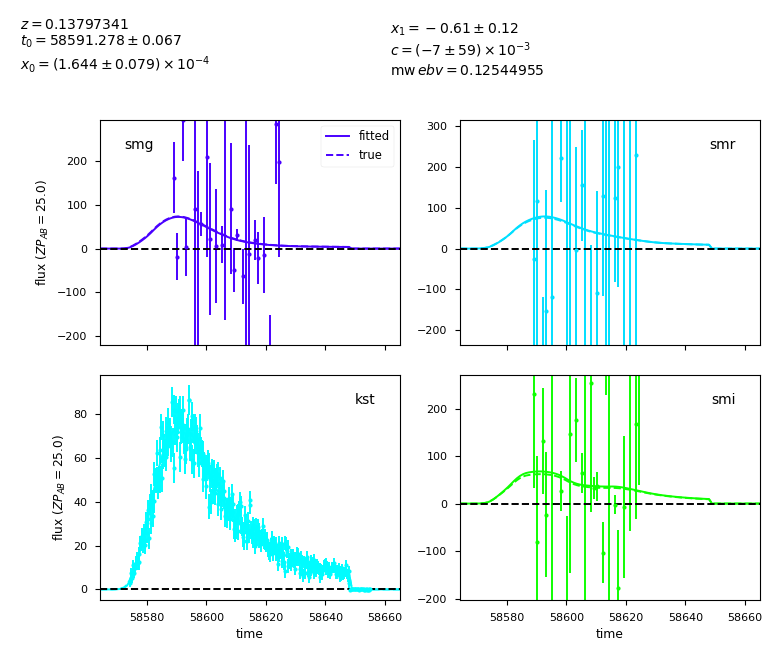 z = 0.13797341
t₀ = 58591.278 ± 0.067
x₀ = (1.644 ± 0.079) × 10⁻⁴
x₁ = −0.61 ± 0.12
c = (−7 ± 59) × 10⁻³
mw ebv = 0.12544955
smg
fitted
true
200
100
0
−100
−200
flux (ZP_AB = 25.0)
smr
300
200
100
0
−100
−200
kst
80
60
40
20
0
flux (ZP_AB = 25.0)
58580 58600 58620 58640 58660
time
smi
200
100
0
−100
−200
58580 58600 58620 58640 58660
time